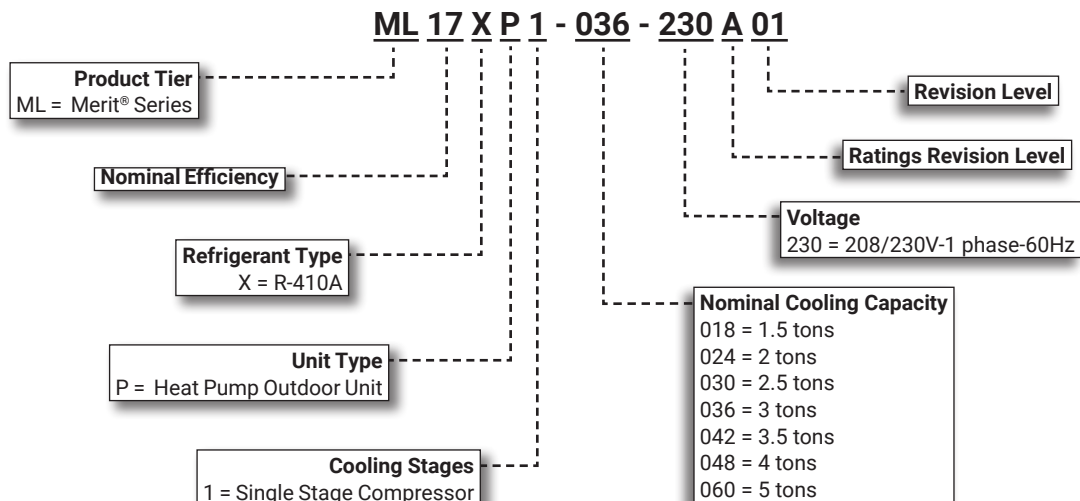 ML 17 X P 1 - 036 - 230 A 01
Product Tier
ML = Merit® Series
Nominal Efficiency
Refrigerant Type
X = R-410A
Unit Type
P = Heat Pump Outdoor Unit
Cooling Stages
1 = Single Stage Compressor
Revision Level
Ratings Revision Level
Voltage
230 = 208/230V-1 phase-60Hz
Nominal Cooling Capacity
018 = 1.5 tons
024 = 2 tons
030 = 2.5 tons
036 = 3 tons
042 = 3.5 tons
048 = 4 tons
060 = 5 tons